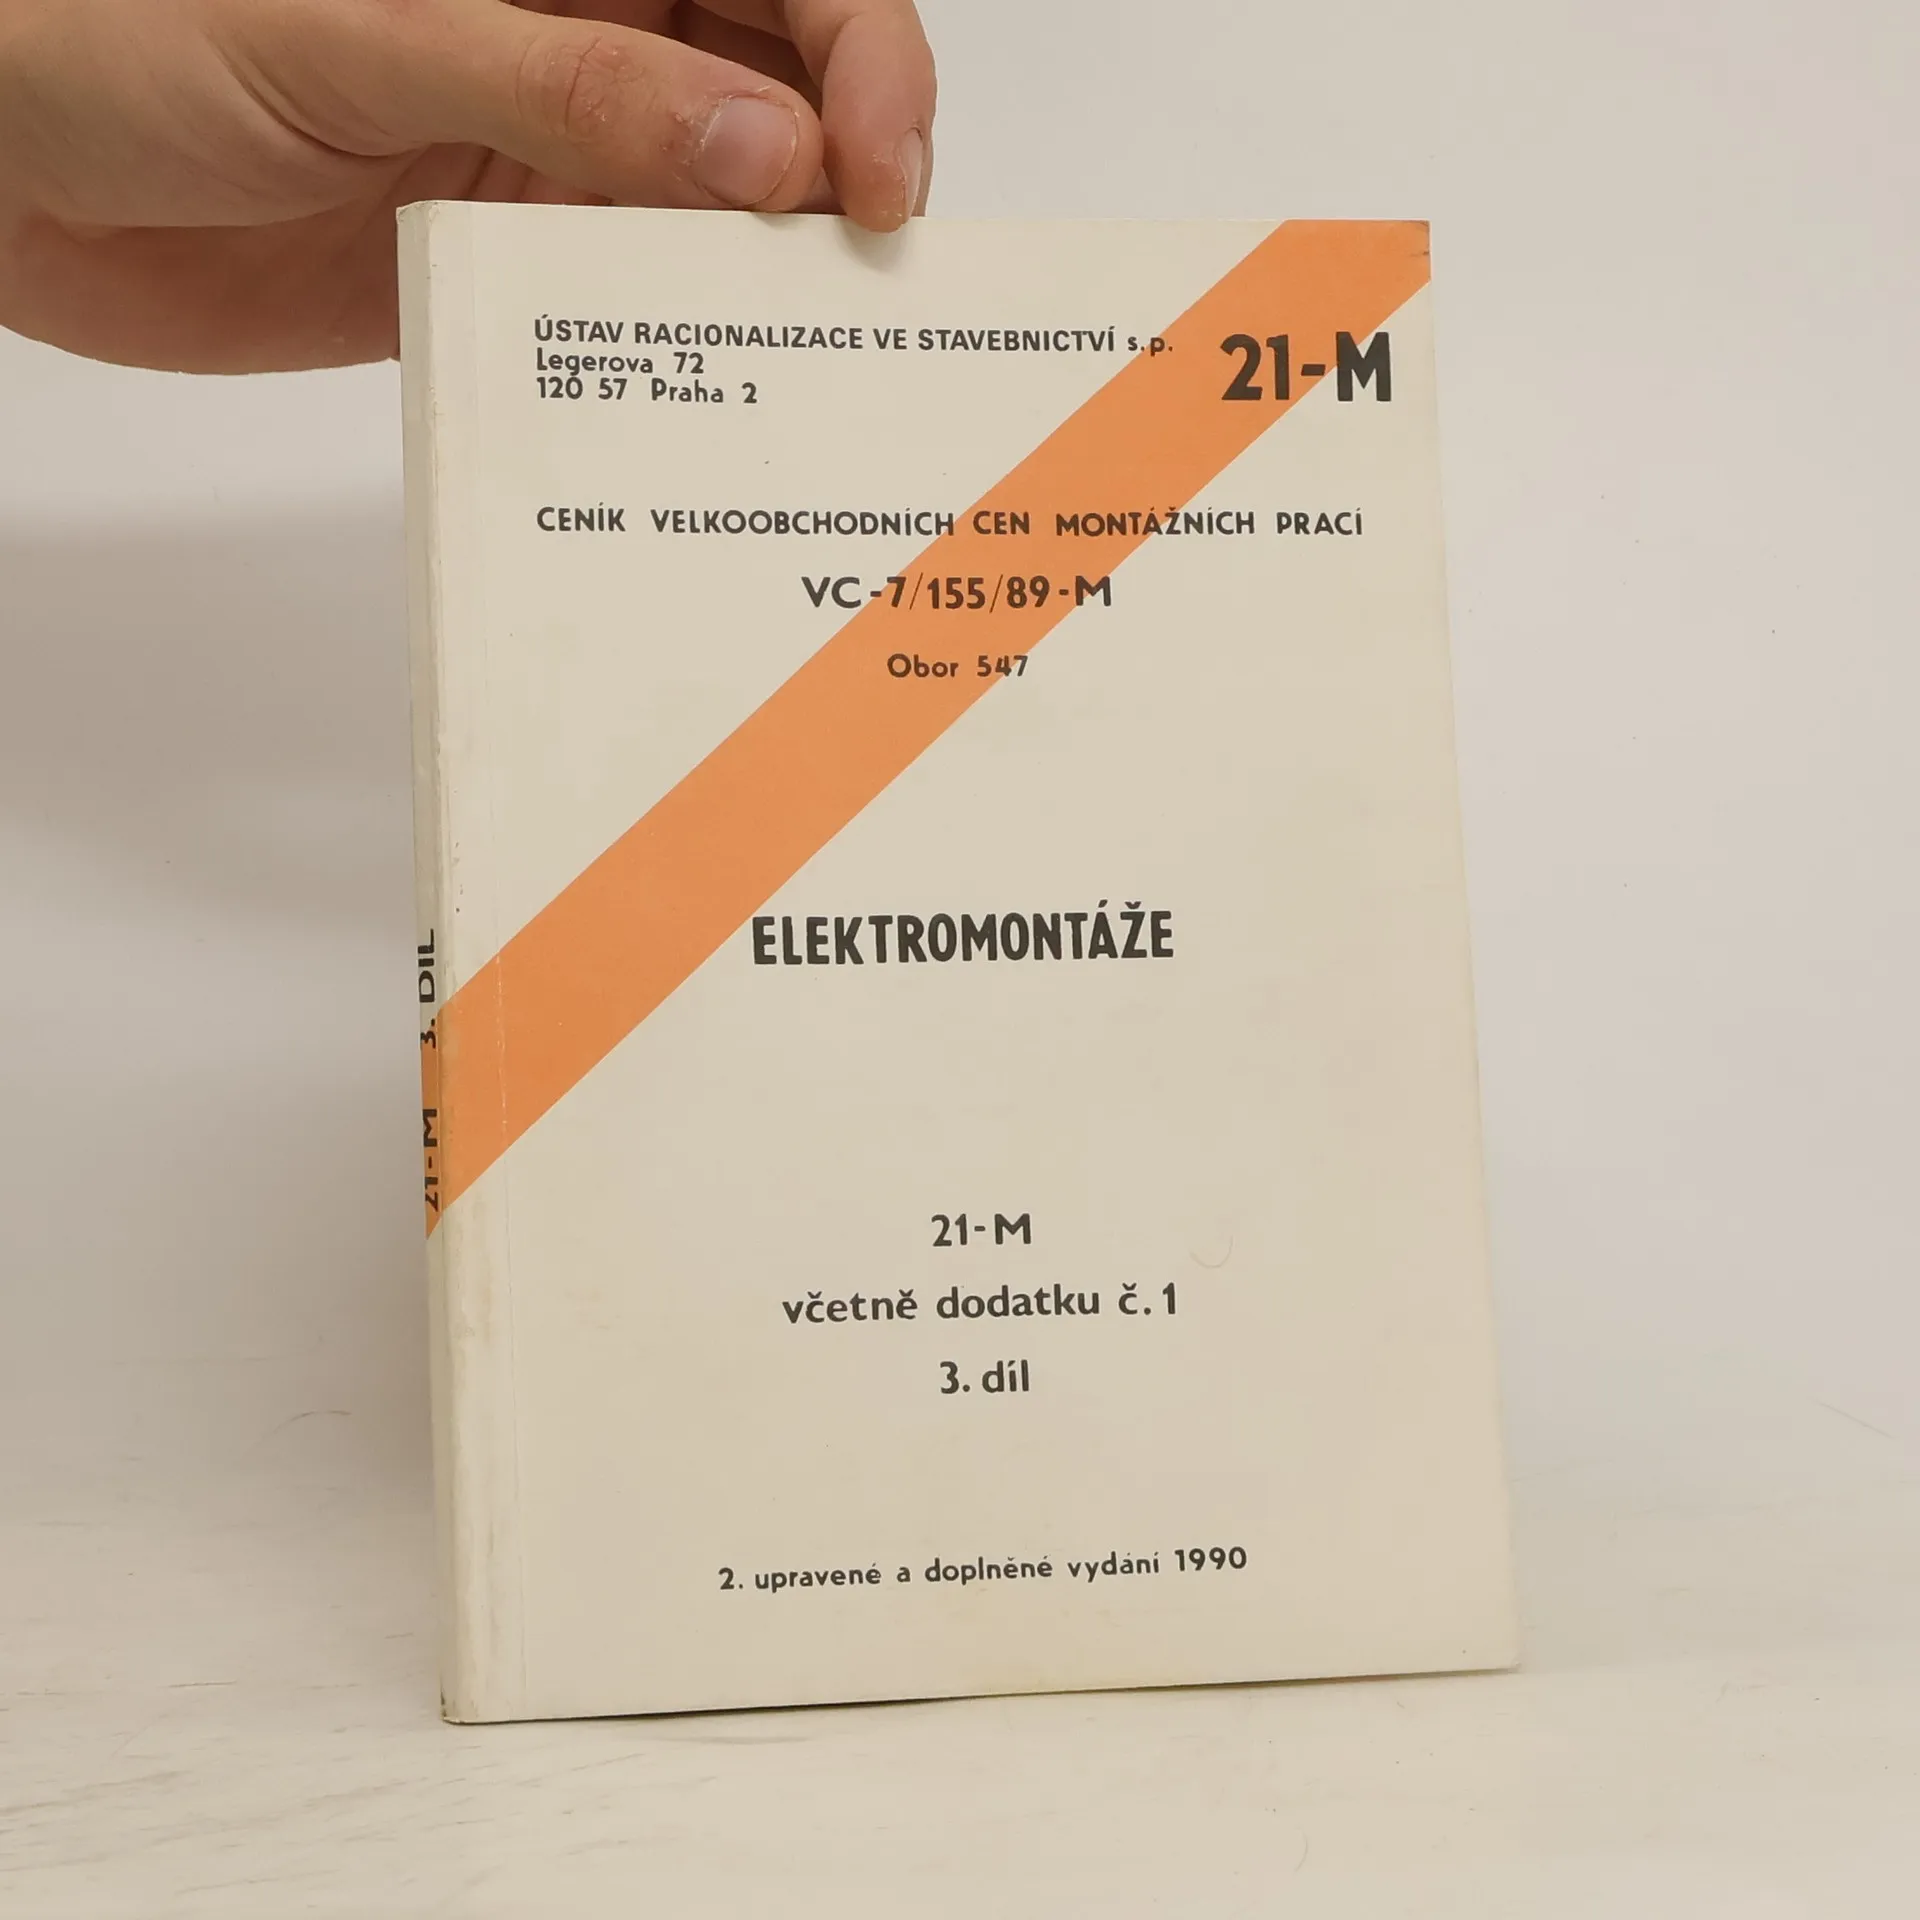 ÚSTAV RACIONALIZACE VE STAVEBNICTVÍ s.p.
Legerova 72
120 57 Praha 2
21-M
CENÍK VELKOOBCHODNÍCH CEN MONTÁŽNÍCH PRACÍ
VC-7/155/89-M
Obor 547
ELEKTROMONTÁŽE
21-M
včetně dodatku č.1
3. díl
2. upravené a doplněné vydání 1990
21-M 3. DÍL